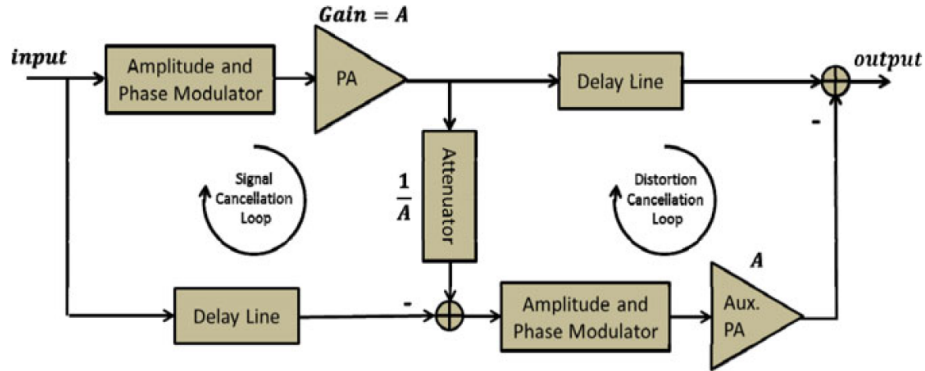 Gain = A
input
Amplitude and
Phase Modulator
PA
Delay Line
output
-
Signal
Cancellation
Loop
1
A
Attenuator
Distortion
Cancellation
Loop
A
Delay Line
-
Amplitude and
Phase Modulator
Aux.
PA